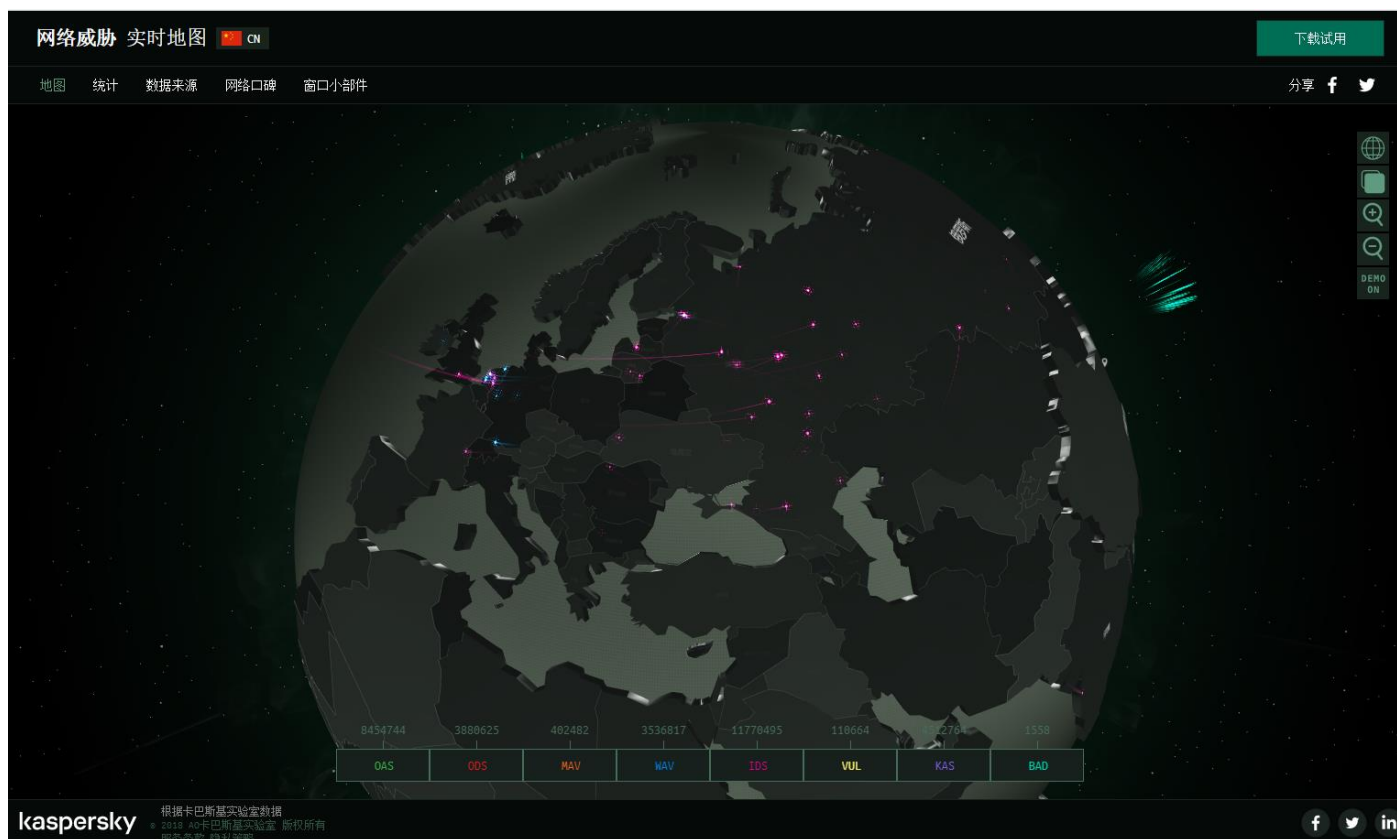 网络威胁 实时地图 CN
下载试用
地图 统计 数据来源 网络口碑 窗口小部件
分享
DEMO
ON
8454744 3880625 402482 3536817 11770495 110664 1558
OAS ODS MAV WAV IDS VUL KAS BAD
kaspersky
根据卡巴斯基实验室数据
© 2018 AO卡巴斯基实验室 版权所有